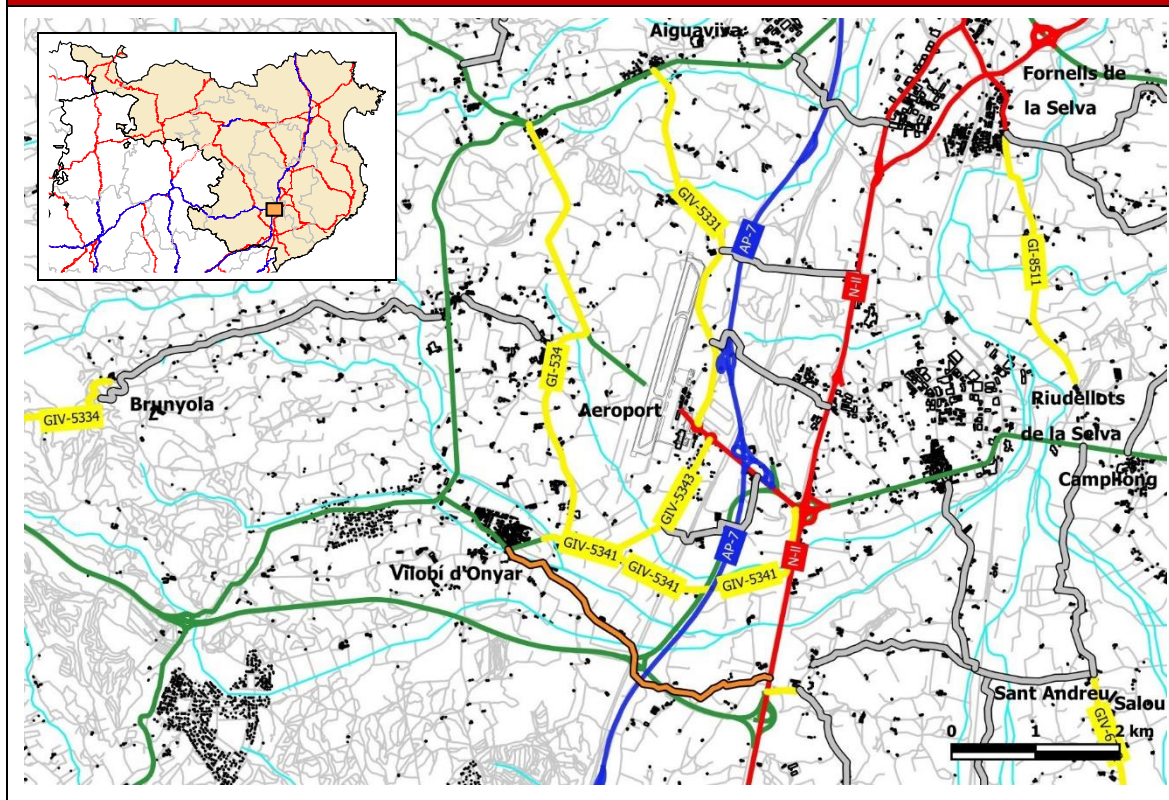 Aiguaviva
Fornells de
la Selva
GIV-5331
AP-7
GI-8511
N-II
GI-534
Brunyola
GIV-5334
Aeroport
Riudellots
de la Selva
Campllong
GIV-5343
GIV-5341
GIV-5341
GIV-5341
AP-7
N-II
Vilobí d'Onyar
Sant Andreu
Salou
GIV-6
0 1 2 km